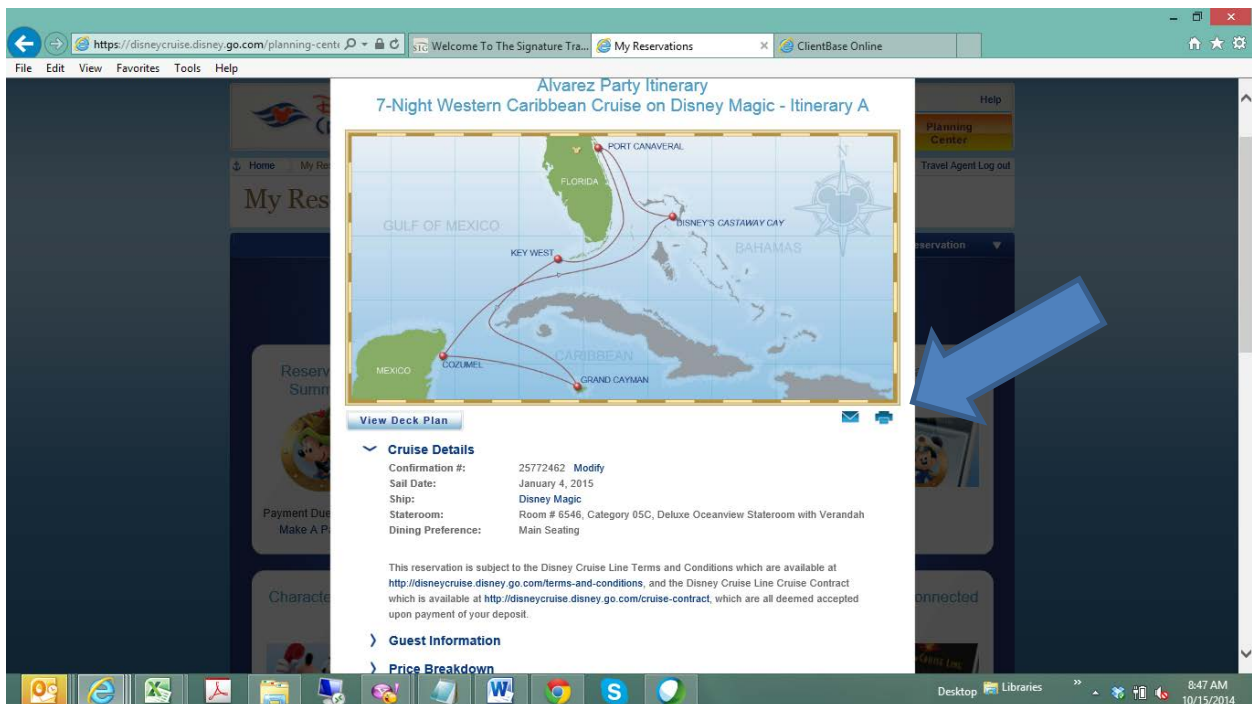 https://disneycruise.disney.go.com/planning-cent
STC Welcome To The Signature Tra...
My Reservations
ClientBase Online
File Edit View Favorites Tools Help
Alvarez Party Itinerary
7-Night Western Caribbean Cruise on Disney Magic - Itinerary A
Help
Planning
Center
Home My Res
Travel Agent Log out
My Res
eservation
PORT CANAVERAL
N
FLORIDA
DISNEY'S CASTAWAY CAY
GULF OF MEXICO
BAHAMAS
KEY WEST
CARIBBEAN
MEXICO
COZUMEL
GRAND CAYMAN
Reserv
Summ
View Deck Plan
Cruise Details
Confirmation #: 25772462 Modify
Sail Date: January 4, 2015
Ship: Disney Magic
Stateroom: Room # 6546, Category 05C, Deluxe Oceanview Stateroom with Verandah
Dining Preference: Main Seating
Payment Due
Make A P
This reservation is subject to the Disney Cruise Line Terms and Conditions which are available at
http://disneycruise.disney.go.com/terms-and-conditions, and the Disney Cruise Line Cruise Contract
which is available at http://disneycruise.disney.go.com/cruise-contract, which are all deemed accepted
upon payment of your deposit.
Characte
onnected
Guest Information
Price Breakdown
Desktop Libraries
8:47 AM
10/15/2014